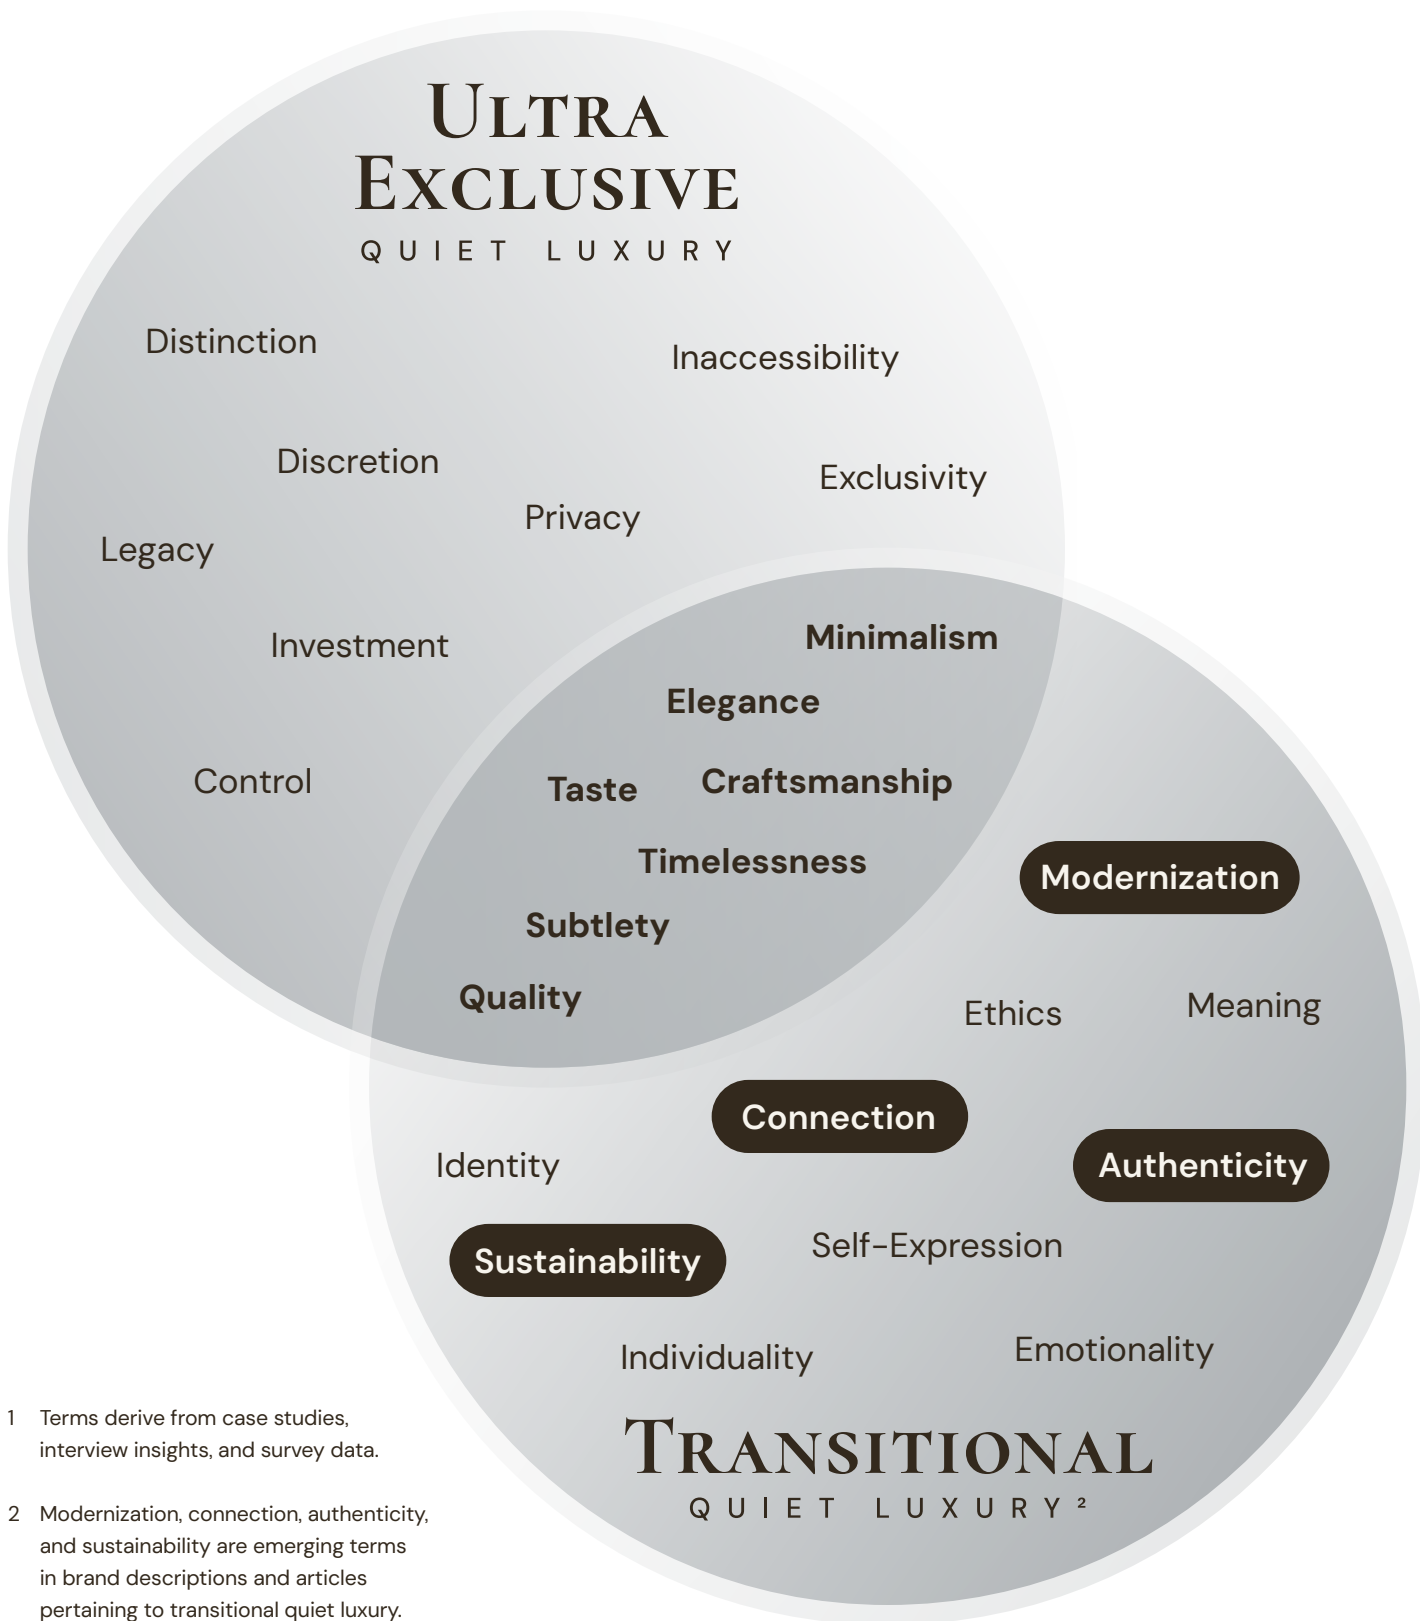 ULTRA
EXCLUSIVE
QUIET LUXURY
Distinction
Inaccessibility
Discretion
Exclusivity
Privacy
Legacy
Investment
Minimalism
Elegance
Control
Taste
Craftsmanship
Timelessness
Modernization
Subtlety
Quality
Ethics
Meaning
Connection
Identity
Authenticity
Sustainability
Self-Expression
Individuality
Emotionality
TRANSITIONAL
QUIET LUXURY²
1 Terms derive from case studies,
interview insights, and survey data.
2 Modernization, connection, authenticity,
and sustainability are emerging terms
in brand descriptions and articles
pertaining to transitional quiet luxury.